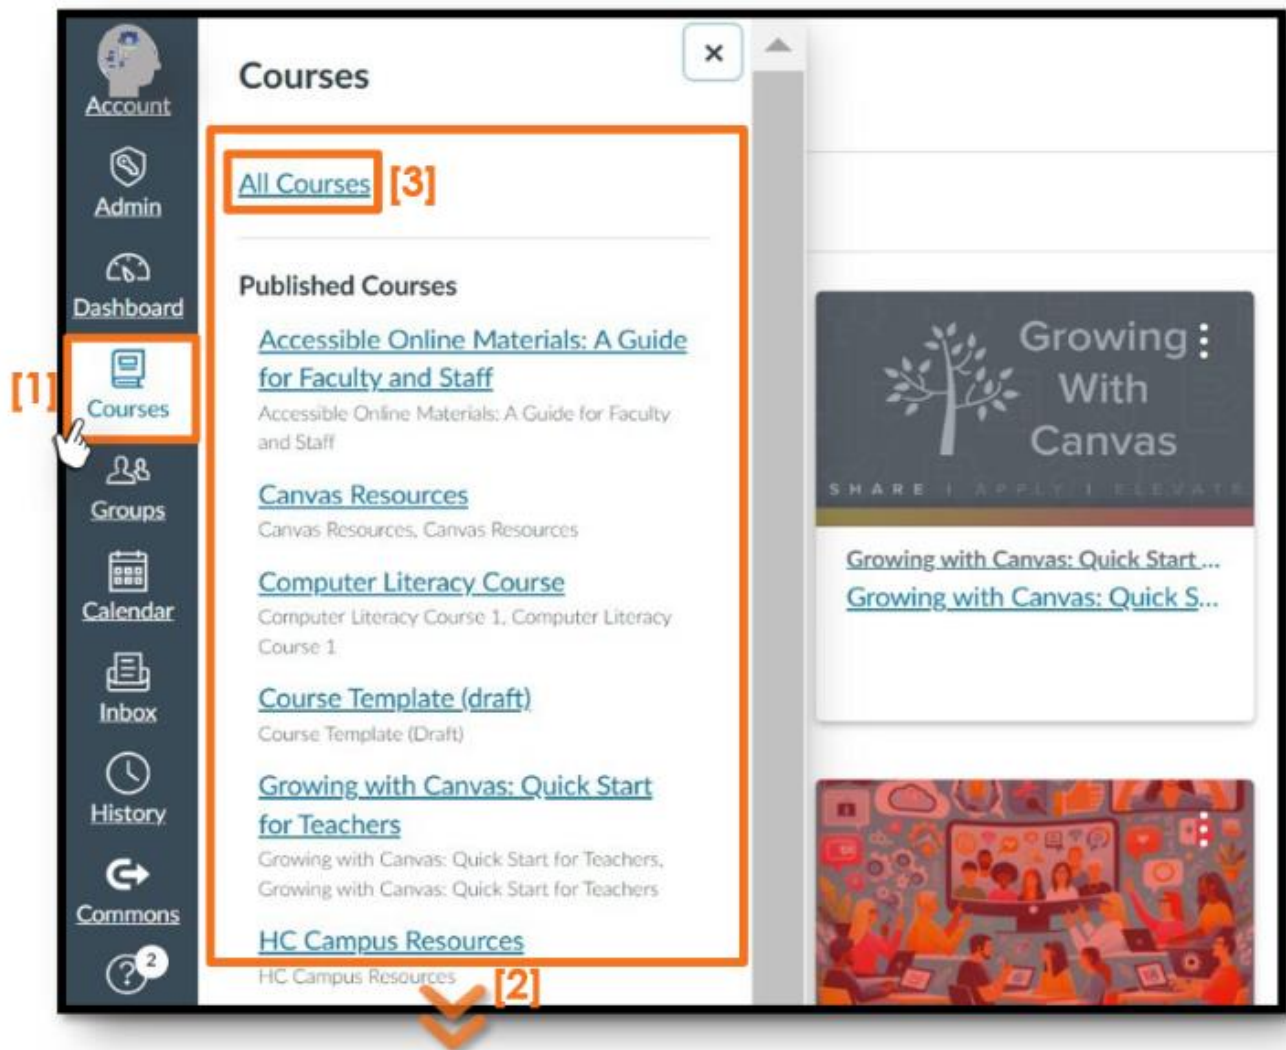 Account
Admin
Dashboard
[1]
Courses
Groups
Calendar
Inbox
History
Commons
2
Courses
All Courses [3]
Published Courses
Accessible Online Materials: A Guide
for Faculty and Staff
Accessible Online Materials: A Guide for Faculty
and Staff
Canvas Resources
Canvas Resources, Canvas Resources
Computer Literacy Course
Computer Literacy Course 1, Computer Literacy
Course 1
Course Template (draft)
Course Template (Draft)
Growing with Canvas: Quick Start
for Teachers
Growing with Canvas: Quick Start for Teachers,
Growing with Canvas: Quick Start for Teachers
HC Campus Resources
HC Campus Resources
[2]
Growing
With
Canvas
SHARE | APPLY | ELEVATE
Growing with Canvas: Quick Start ...
Growing with Canvas: Quick S...